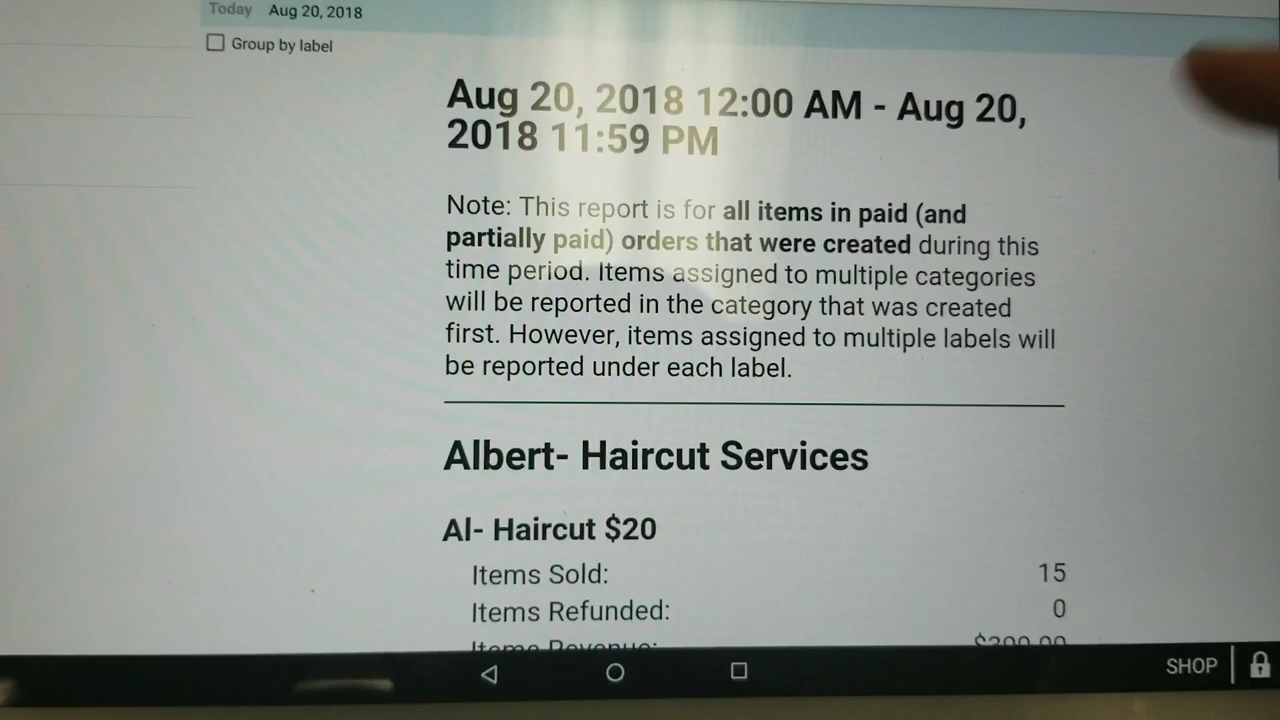 Today Aug 20, 2018
Group by label
Aug 20, 2018 12:00 AM - Aug 20,
2018 11:59 PM
Note: This report is for all items in paid (and
partially paid) orders that were created during this
time period. Items assigned to multiple categories
will be reported in the category that was created
first. However, items assigned to multiple labels will
be reported under each label.
Albert- Haircut Services
Al- Haircut $20
Items Sold: 15
Items Refunded: 0
Items Revenue:
SHOP